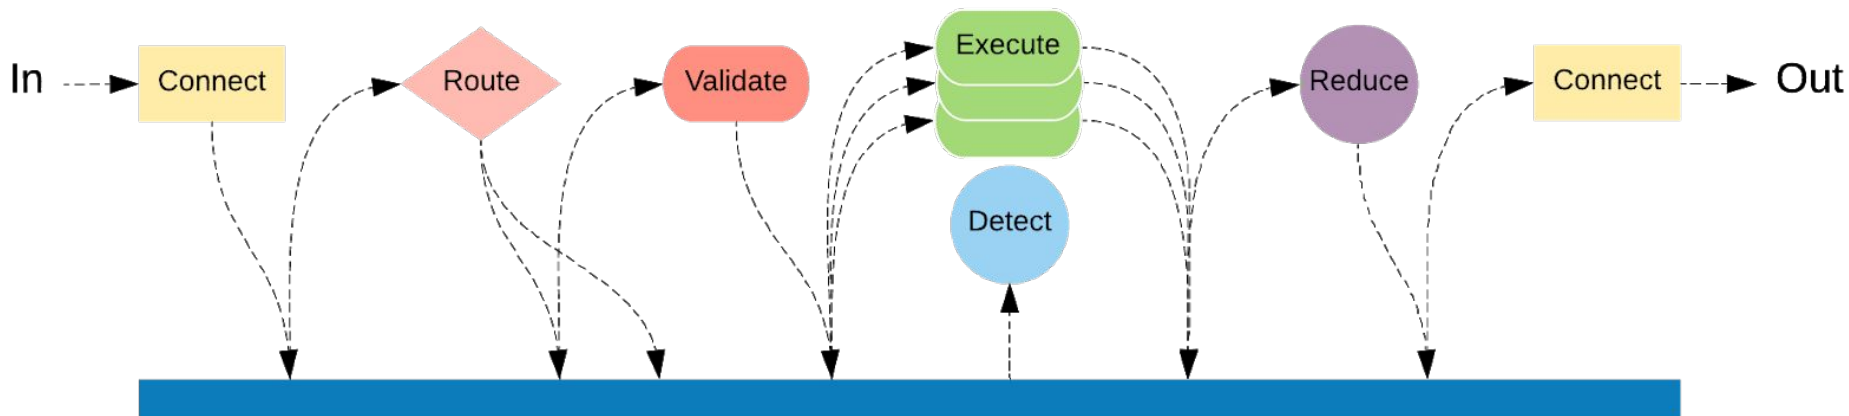 In
Connect
Route
Validate
Execute
Detect
Reduce
Connect
Out